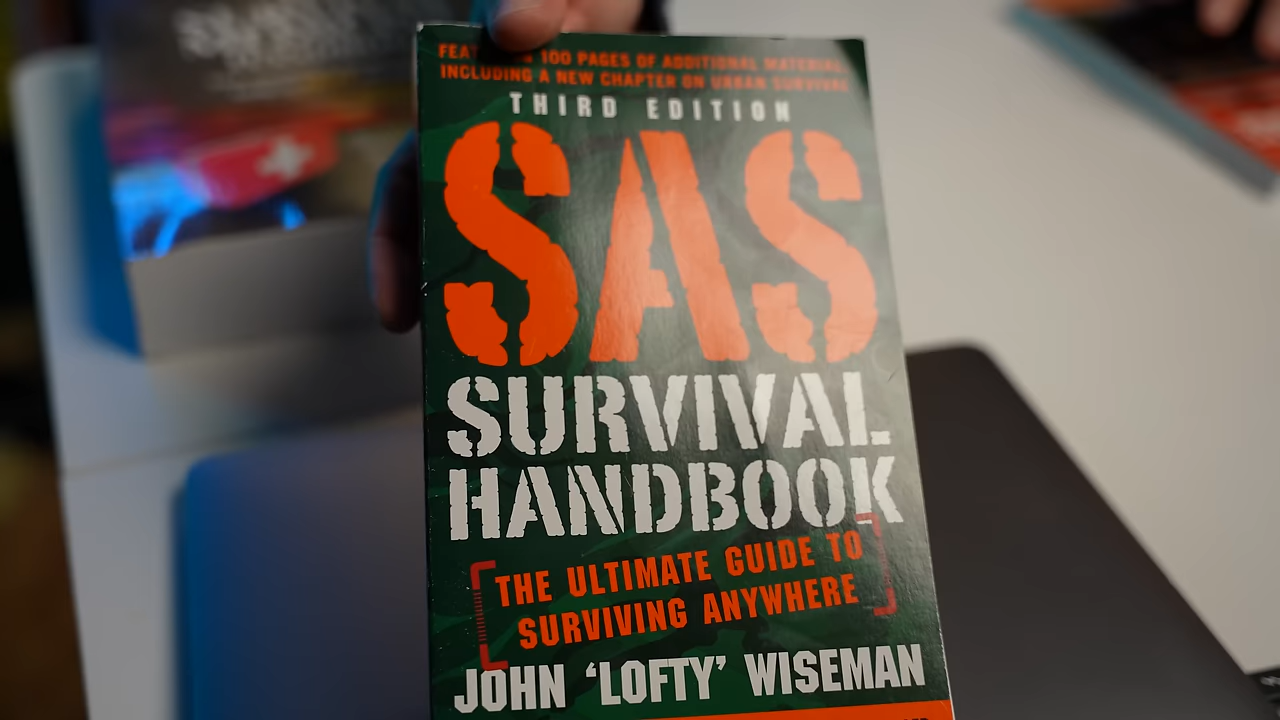 100 PAGES OF ADDITIONAL MATERIAL,
INCLUDING A NEW CHAPTER ON URBAN SURVIVAL
THIRD EDITION
SAS
SURVIVAL
HANDBOOK
THE ULTIMATE GUIDE TO
SURVIVING ANYWHERE
JOHN ‘LOFTY’ WISEMAN